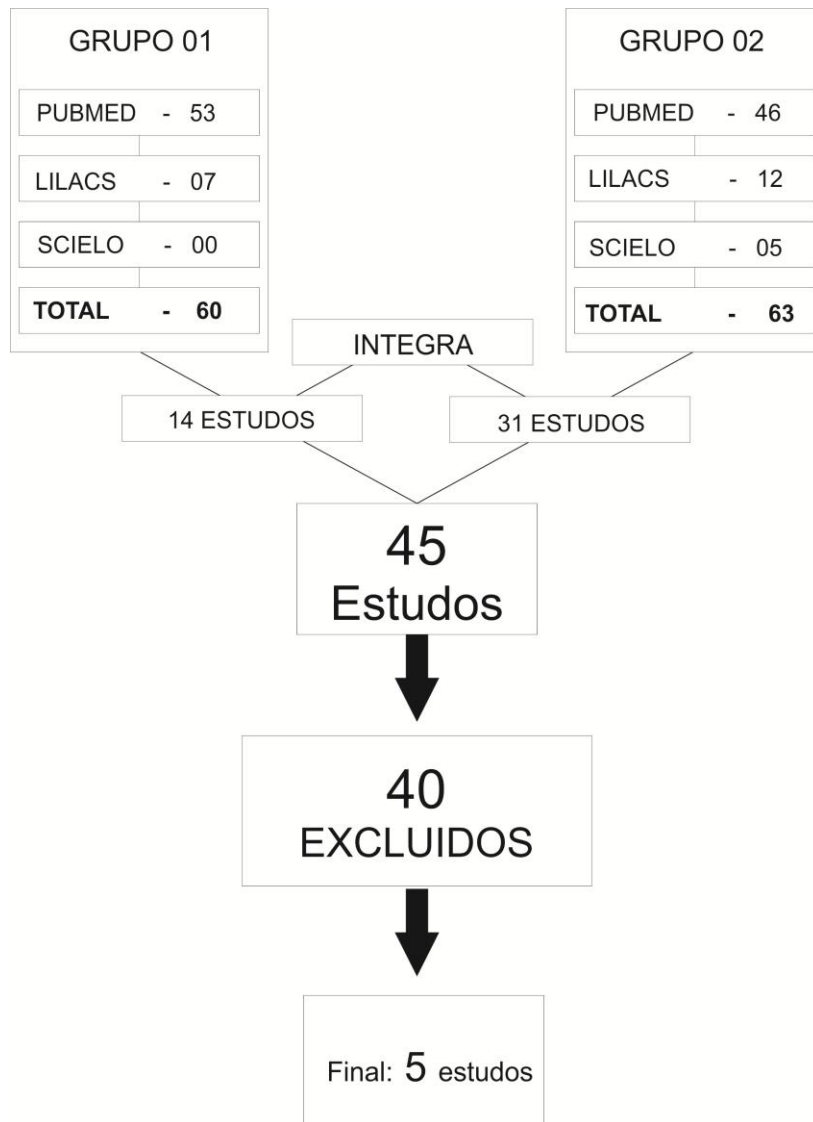 GRUPO 01
PUBMED - 53
LILACS - 07
SCIELO - 00
TOTAL - 60
GRUPO 02
PUBMED - 46
LILACS - 12
SCIELO - 05
TOTAL - 63
INTEGRA
14 ESTUDOS
31 ESTUDOS
45
Estudos
40
EXCLUIDOS
Final: 5 estudos